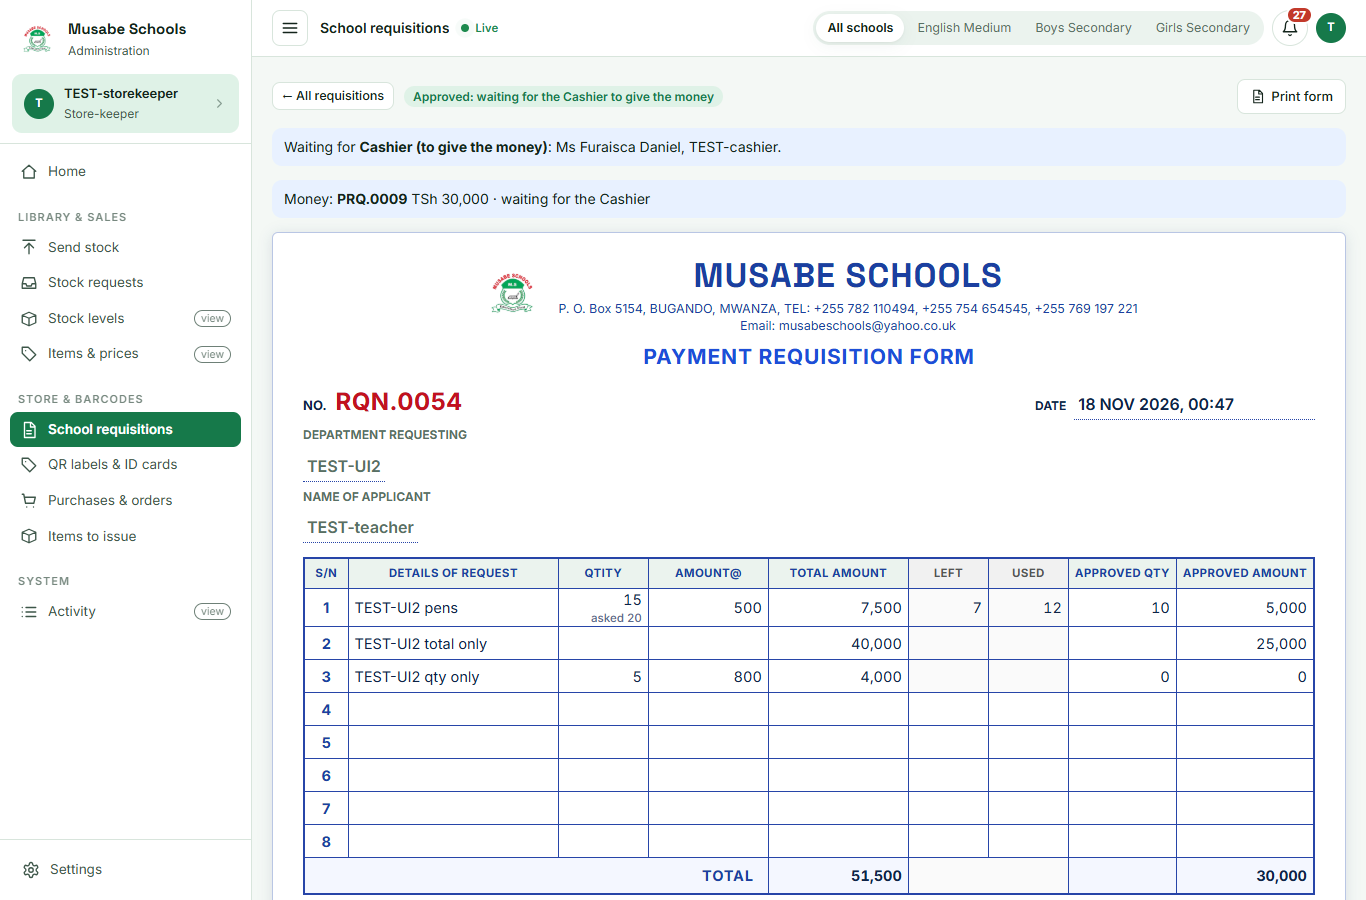 Musabe Schools
Administration
T
TEST-storekeeper
Store-keeper
Home
LIBRARY & SALES
Send stock
Stock requests
Stock levels view
Items & prices view
STORE & BARCODES
School requisitions
QR labels & ID cards
Purchases & orders
Items to issue
SYSTEM
Activity view
Settings
School requisitions Live
All schools English Medium Boys Secondary Girls Secondary
27
T
← All requisitions Approved: waiting for the Cashier to give the money Print form
Waiting for Cashier (to give the money): Ms Furaisca Daniel, TEST-cashier.
Money: PRQ.0009 TSh 30,000 · waiting for the Cashier
MUSABE SCHOOLS
P. O. Box 5154, BUGANDO, MWANZA, TEL: +255 782 110494, +255 754 654545, +255 769 197 221
Email: musabeschools@yahoo.co.uk
PAYMENT REQUISITION FORM
NO. RQN.0054 DATE 18 NOV 2026, 00:47
DEPARTMENT REQUESTING
TEST-UI2
NAME OF APPLICANT
TEST-teacher
S/N DETAILS OF REQUEST QTITY AMOUNT@ TOTAL AMOUNT LEFT USED APPROVED QTY APPROVED AMOUNT
1 TEST-UI2 pens 15 500 7,500 7 12 10 5,000
asked 20
2 TEST-UI2 total only 40,000 25,000
3 TEST-UI2 qty only 5 800 4,000 0 0
4
5
6
7
8
TOTAL 51,500 30,000